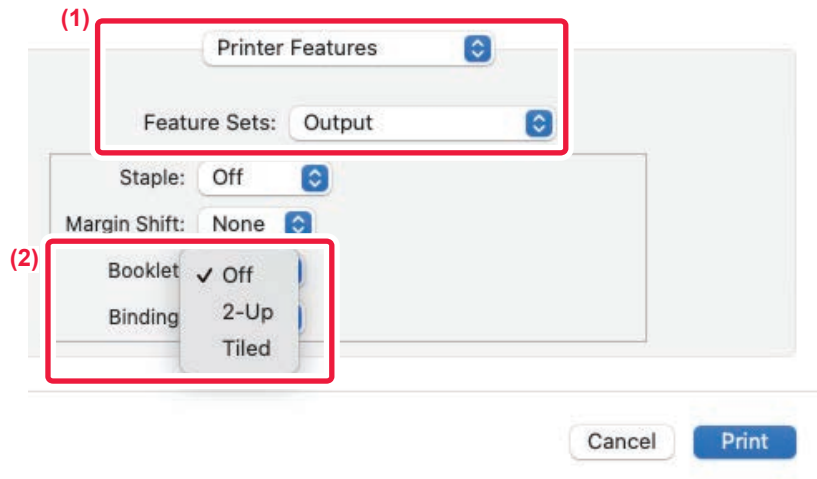 (1)
Printer Features
Feature Sets: Output
Staple: Off
Margin Shift: None
(2)
Booklet ✓ Off
2-Up
Binding
Tiled
Cancel Print